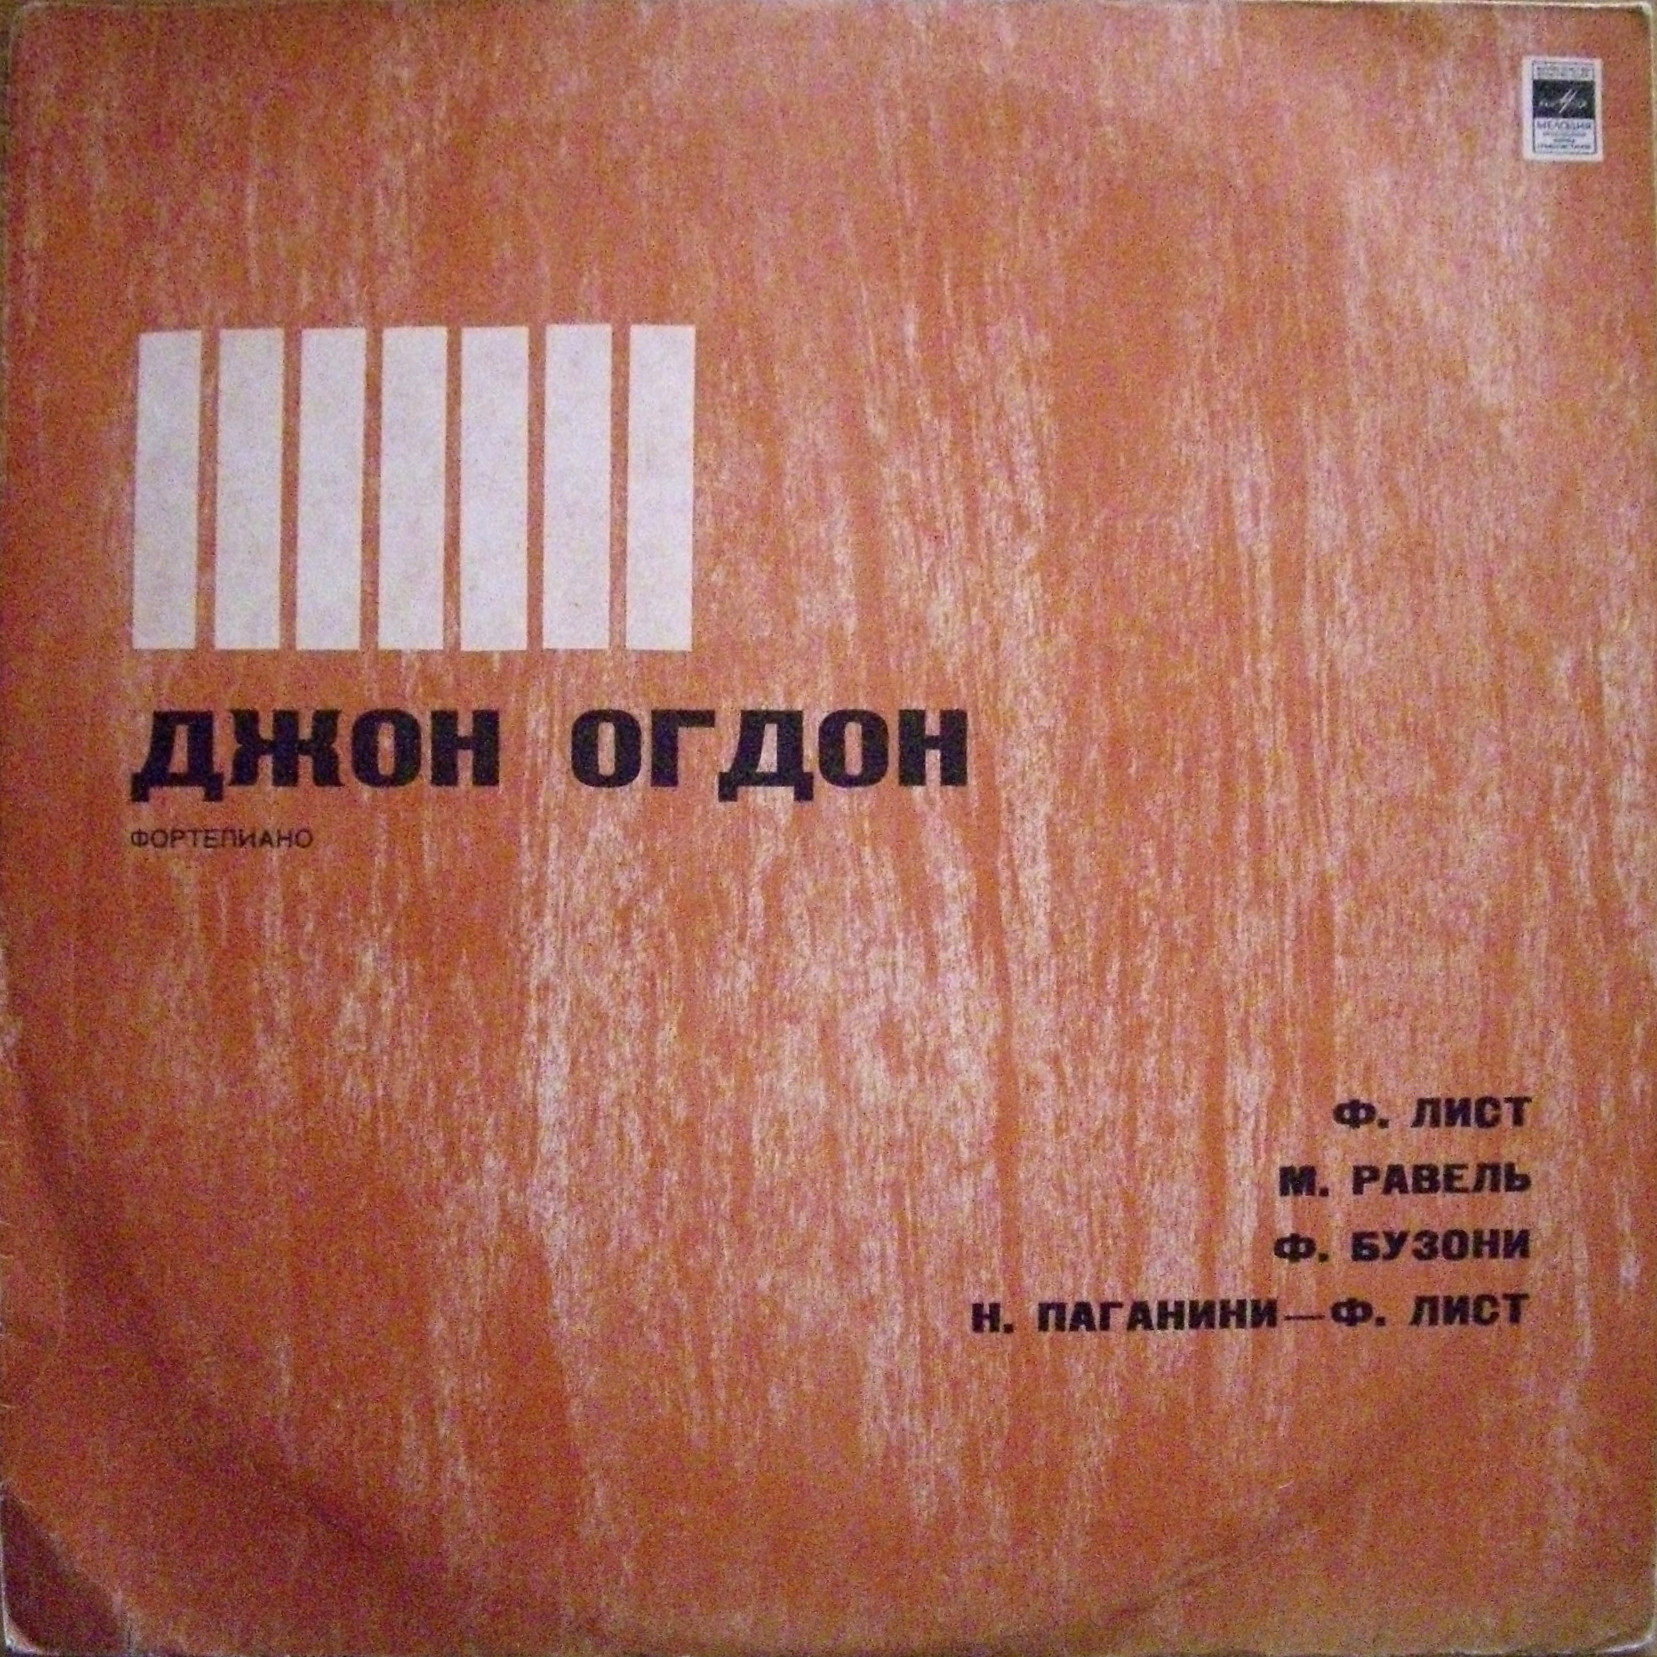 МЕЛОДИЯ
ДЖОН ОГДОН
ФОРТЕПИАНО
Ф. ЛИСТ
М. РАВЕЛЬ
Ф. БУЗОНИ
Н. ПАГАНИНИ—Ф. ЛИСТ